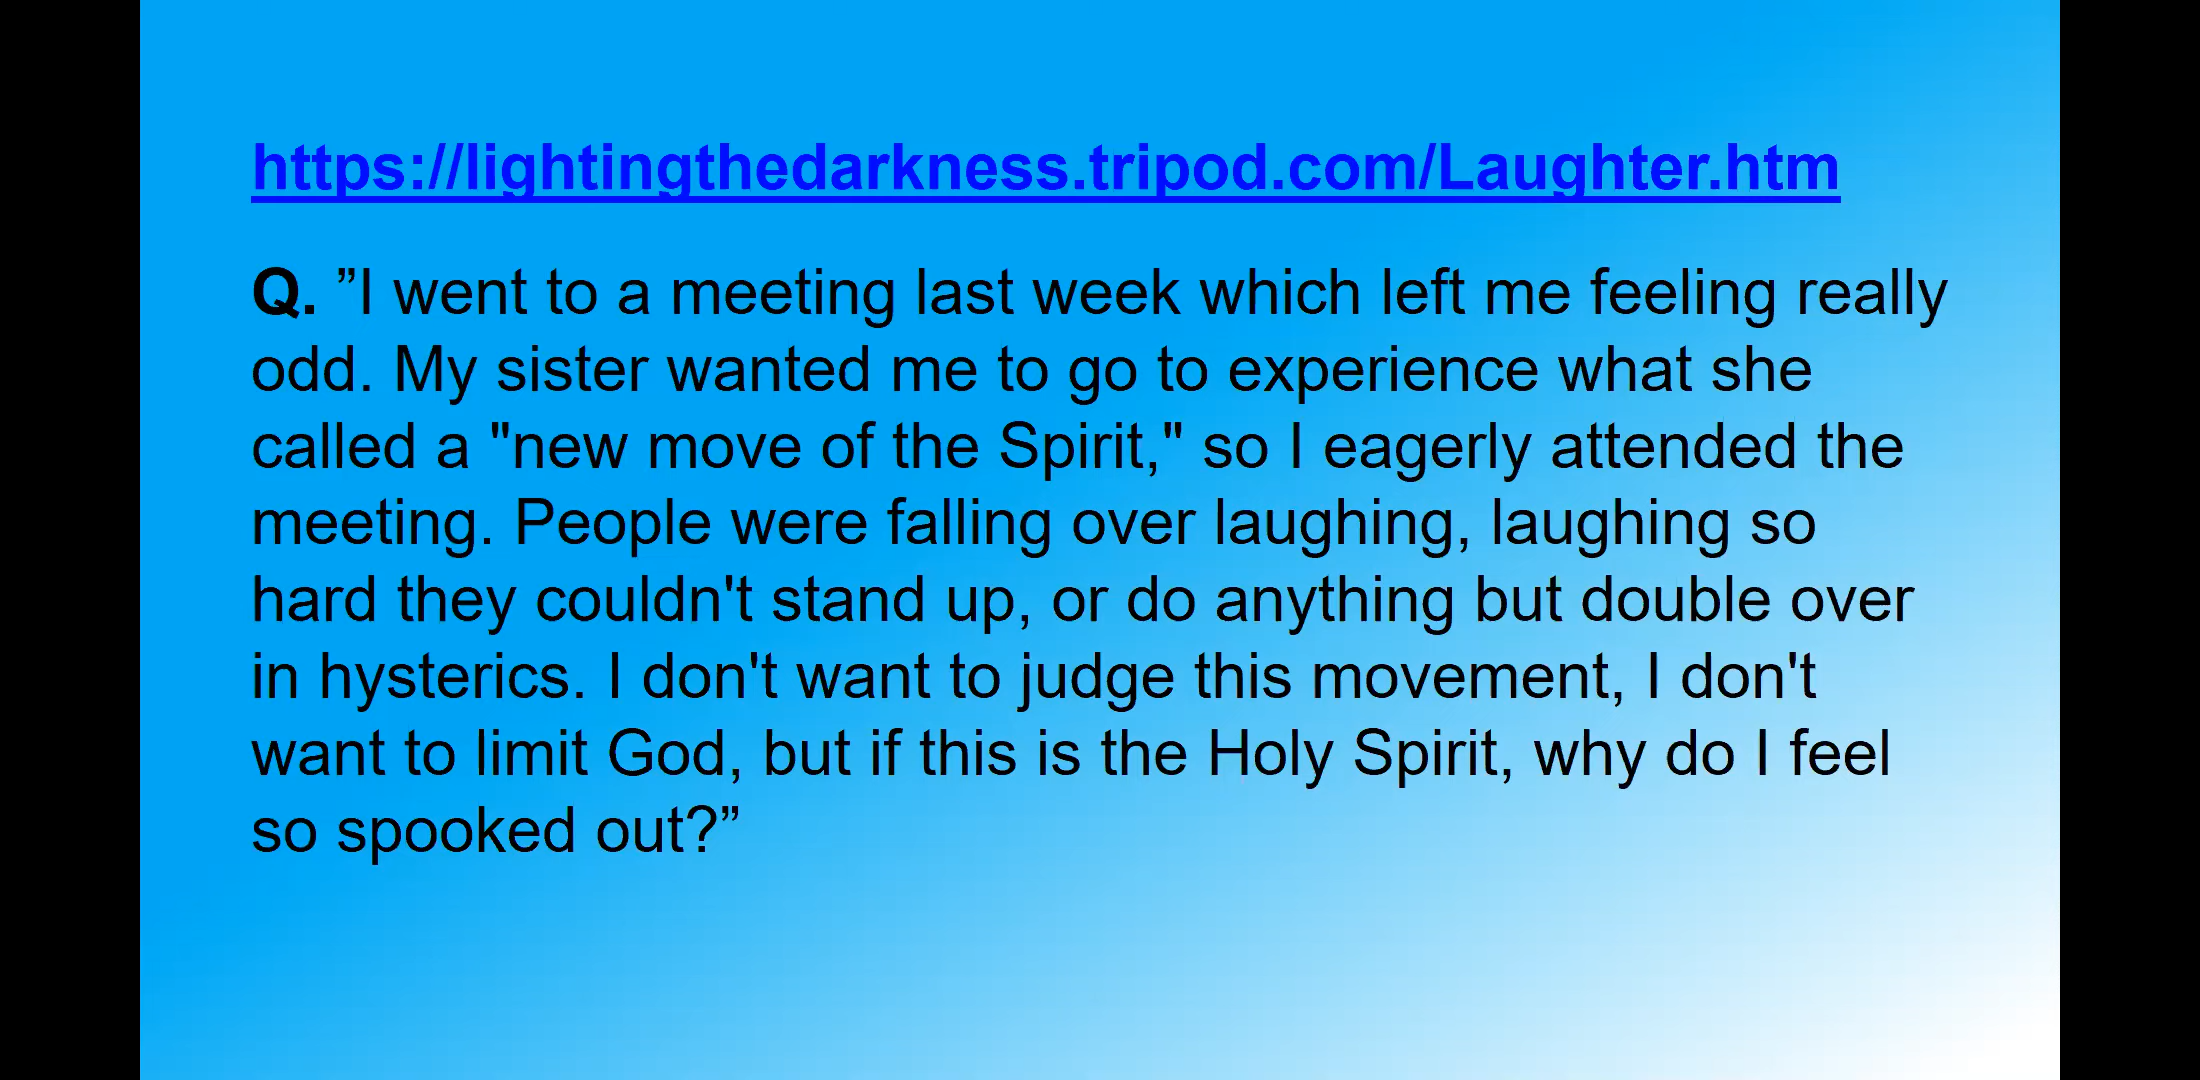 https://lightingthedarkness.tripod.com/Laughter.htm
Q. ”I went to a meeting last week which left me feeling really
odd. My sister wanted me to go to experience what she
called a "new move of the Spirit," so I eagerly attended the
meeting. People were falling over laughing, laughing so
hard they couldn't stand up, or do anything but double over
in hysterics. I don't want to judge this movement, I don't
want to limit God, but if this is the Holy Spirit, why do I feel
so spooked out?”